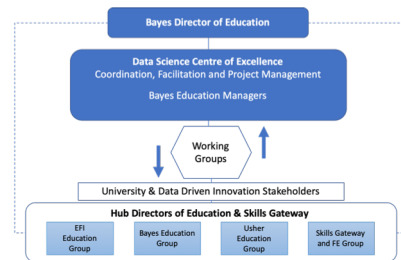 Bayes Director of Education
Data Science Centre of Excellence
Coordination, Facilitation and Project Management
Bayes Education Managers
Working
Groups
University & Data Driven Innovation Stakeholders
Hub Directors of Education & Skills Gateway
EFI
Education
Group
Bayes Education
Group
Usher
Education
Group
Skills Gateway
and FE Group